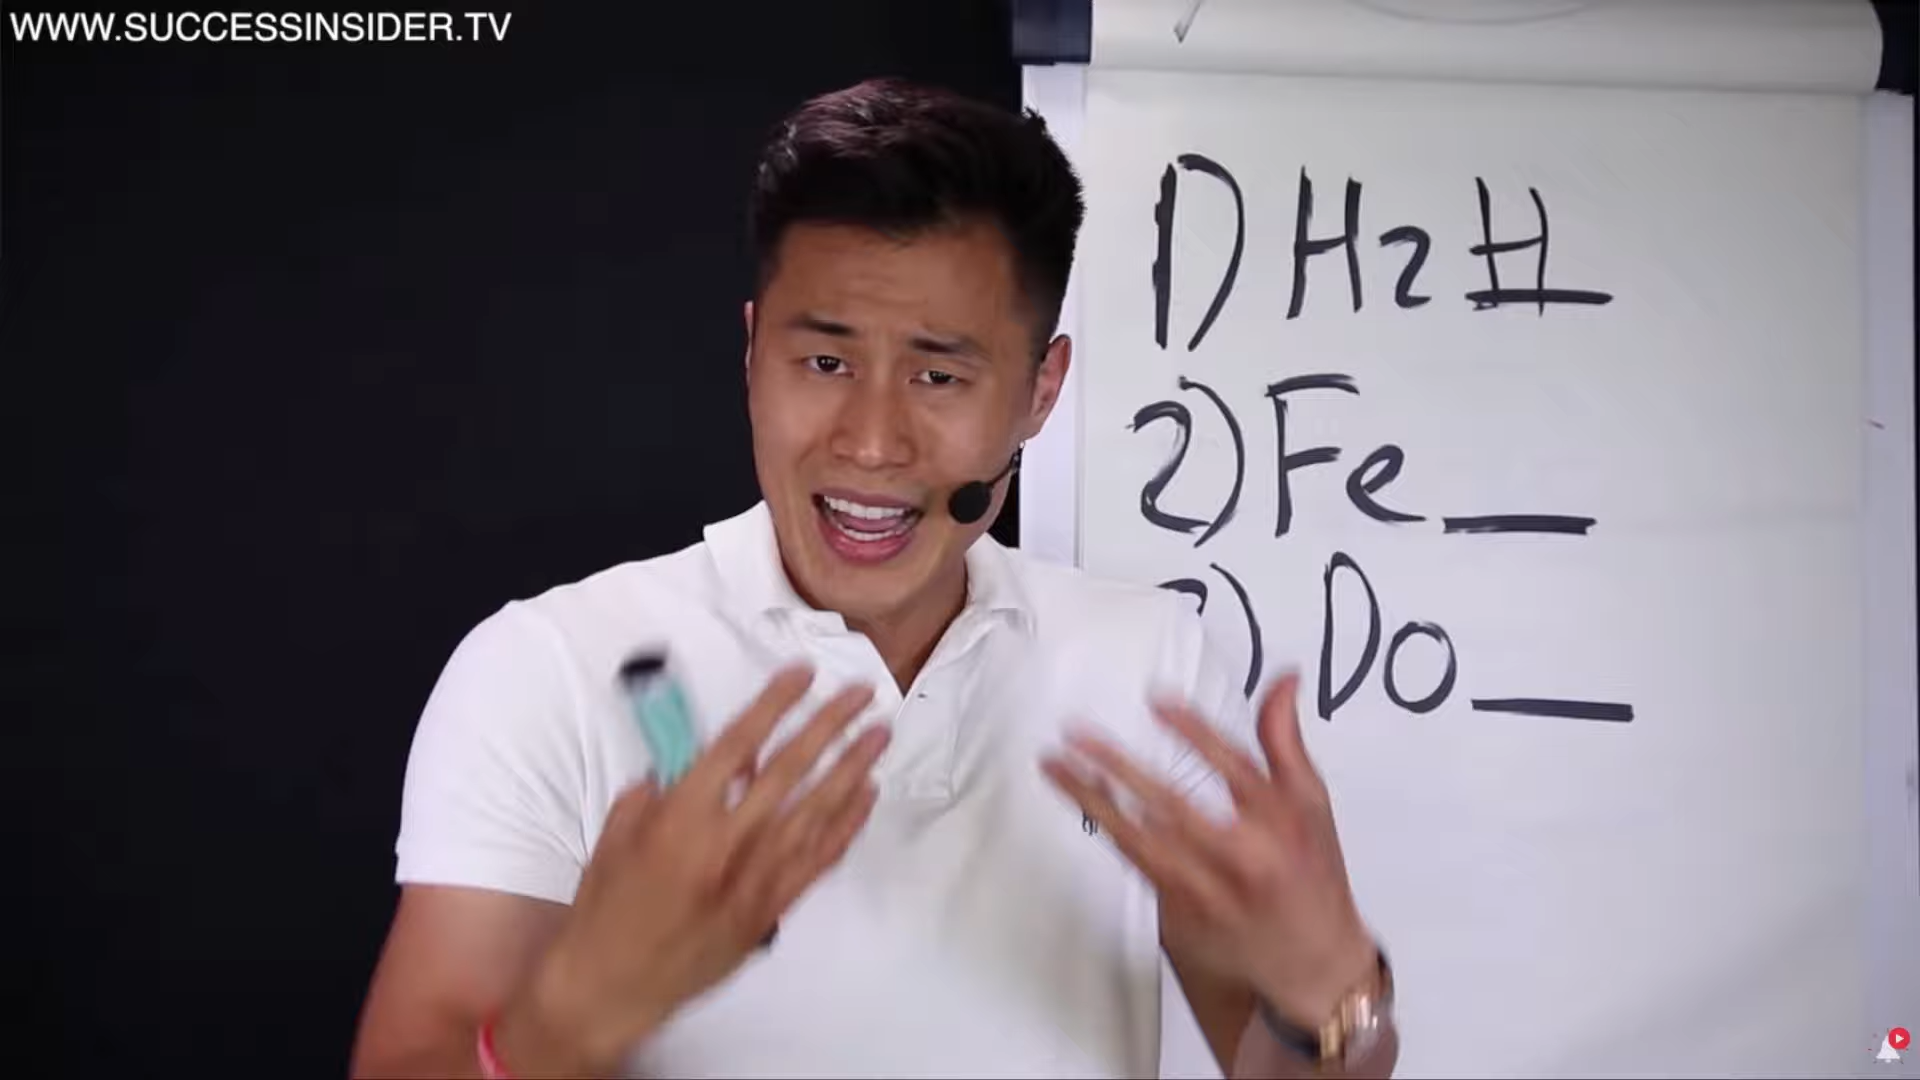 WWW.SUCCESSINSIDER.TV
1) H2 H
2) Fe_
) Do_